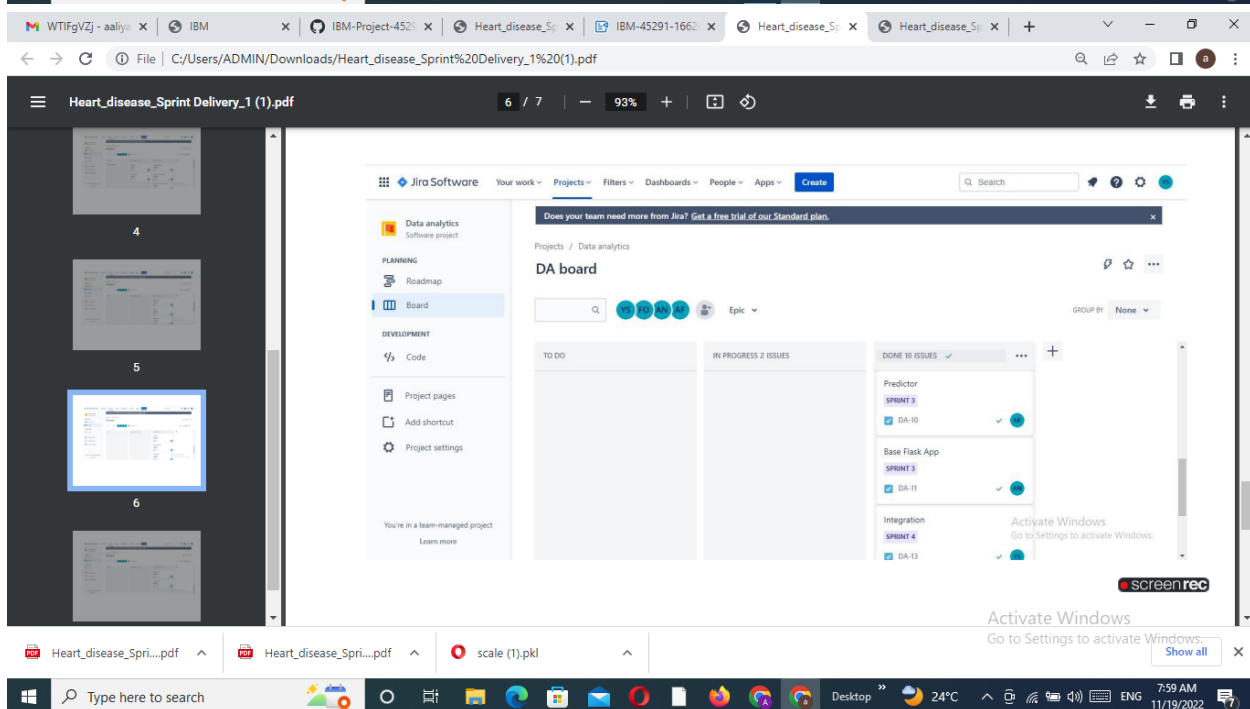 WTIFgVZj - aaliya
IBM
IBM-Project-4529
Heart_disease_Sp
IBM-45291-1662
Heart_disease_Sp
Heart_disease_Sp
File
C:/Users/ADMIN/Downloads/Heart_disease_Sprint%20Delivery_1%20(1).pdf
a
Heart_disease_Sprint Delivery_1 (1).pdf
6 / 7
93%
4
5
6
Jira Software
Your work
Projects
Filters
Dashboards
People
Apps
Create
Search
YS
Data analytics
Software project
PLANNING
Roadmap
Board
DEVELOPMENT
Code
Project pages
Add shortcut
Project settings
You're in a team-managed project
Learn more
Does your team need more from Jira? Get a free trial of our Standard plan.
Projects / Data analytics
DA board
YS FO AN AF
Epic
GROUP BY None
TO DO
IN PROGRESS 2 ISSUES
DONE 10 ISSUES
Predictor
SPRINT 3
DA-10
AF
Base Flask App
SPRINT 3
DA-11
AN
Integration
SPRINT 4
DA-13
YS
Activate Windows
Go to Settings to activate Windows.
screenrec
Activate Windows
Go to Settings to activate Windows.
Heart_disease_Spri....pdf
Heart_disease_Spri....pdf
scale (1).pkl
Show all
Type here to search
Desktop
24°C
ENG
7:59 AM
11/19/2022
7